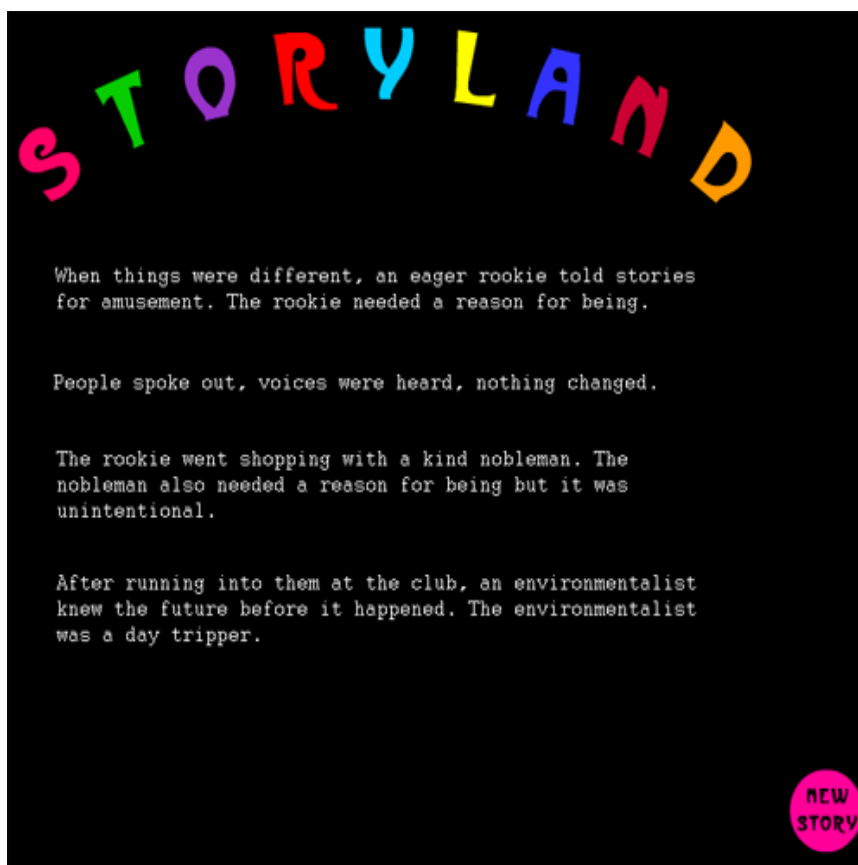 STORYLAND
When things were different, an eager rookie told stories
for amusement. The rookie needed a reason for being.
People spoke out, voices were heard, nothing changed.
The rookie went shopping with a kind nobleman. The
nobleman also needed a reason for being but it was
unintentional.
After running into them at the club, an environmentalist
knew the future before it happened. The environmentalist
was a day tripper.
NEW
STORY